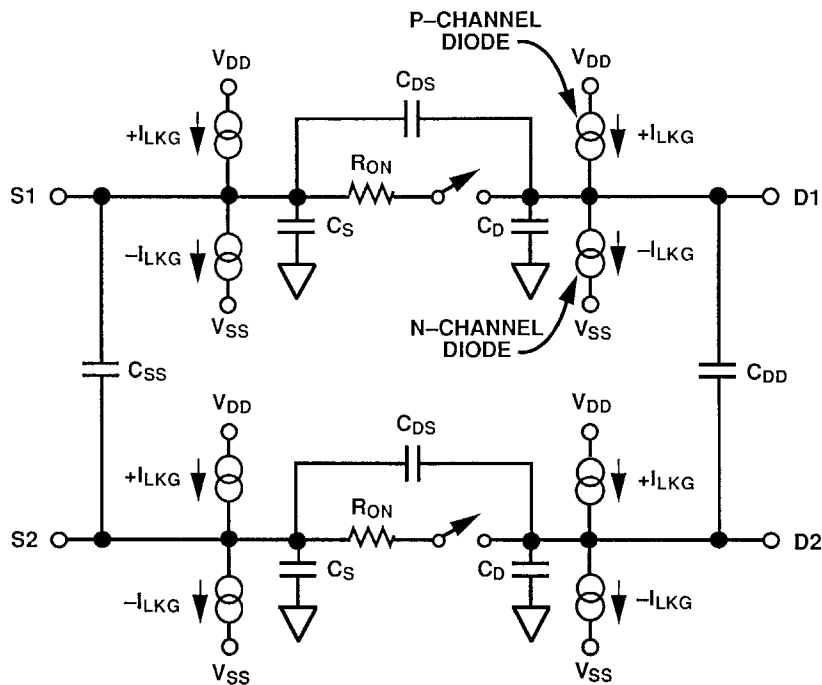 P–CHANNEL
DIODE
VDD
CDS
VDD
+ILKG
+ILKG
RON
S1
D1
CS
CD
–ILKG
–ILKG
VSS
N–CHANNEL
DIODE
VSS
CSS
CDD
VDD
CDS
VDD
+ILKG
+ILKG
RON
S2
D2
CS
CD
–ILKG
–ILKG
VSS
VSS